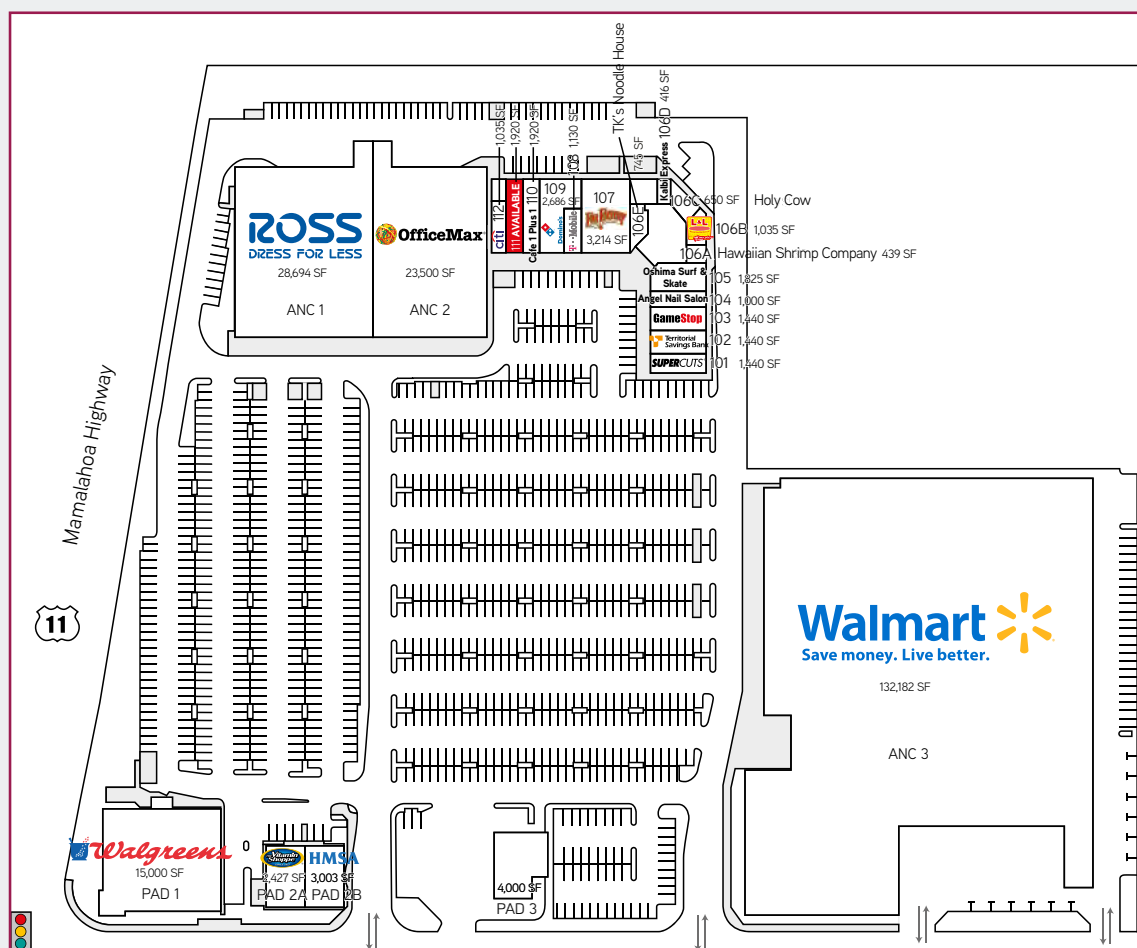 TK's Noodle House
416 SF
106D
Kalbi Express
745 SF
1,035 SF
1,920 SF
1,920 SF
1,130 SF
112
citi
111 AVAILABLE
110
Cafe 1 Plus 1
109
2,686 SF
Domino's
T··Mobile
107
3,214 SF
106E
106C 650 SF Holy Cow
L&L
106B 1,035 SF
106A Hawaiian Shrimp Company 439 SF
Oshima Surf &
Skate
105 1,825 SF
Angel Nail Salon 104 1,000 SF
GameStop 103 1,440 SF
Territorial
Savings Bank
102 1,440 SF
SUPERCUTS 101 1,440 SF
ROSS
DRESS FOR LESS
28,694 SF
ANC 1
OfficeMax
23,500 SF
ANC 2
Mamalahoa Highway
11
Walmart
Save money. Live better.
132,182 SF
ANC 3
Walgreens
15,000 SF
PAD 1
the Vitamin
Shoppe
2,427 SF
PAD 2A
HMSA
3,003 SF
PAD 2B
4,000 SF
PAD 3